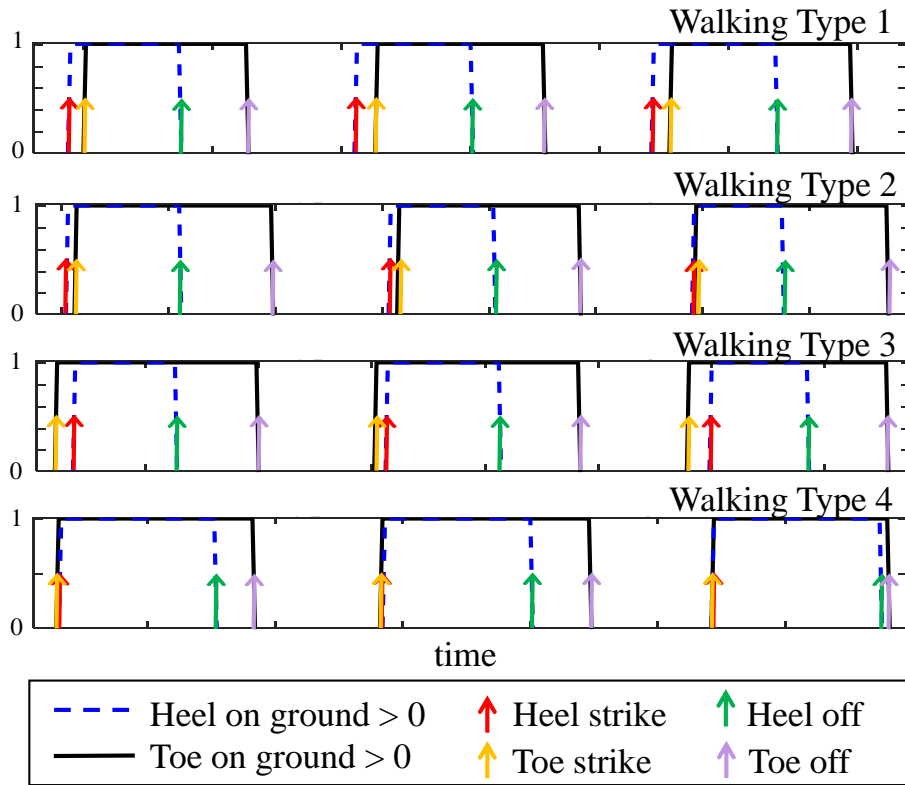 Walking Type 1
1
0
Walking Type 2
1
0
Walking Type 3
1
0
Walking Type 4
1
0
time
Heel on ground > 0
Heel strike
Heel off
Toe on ground > 0
Toe strike
Toe off